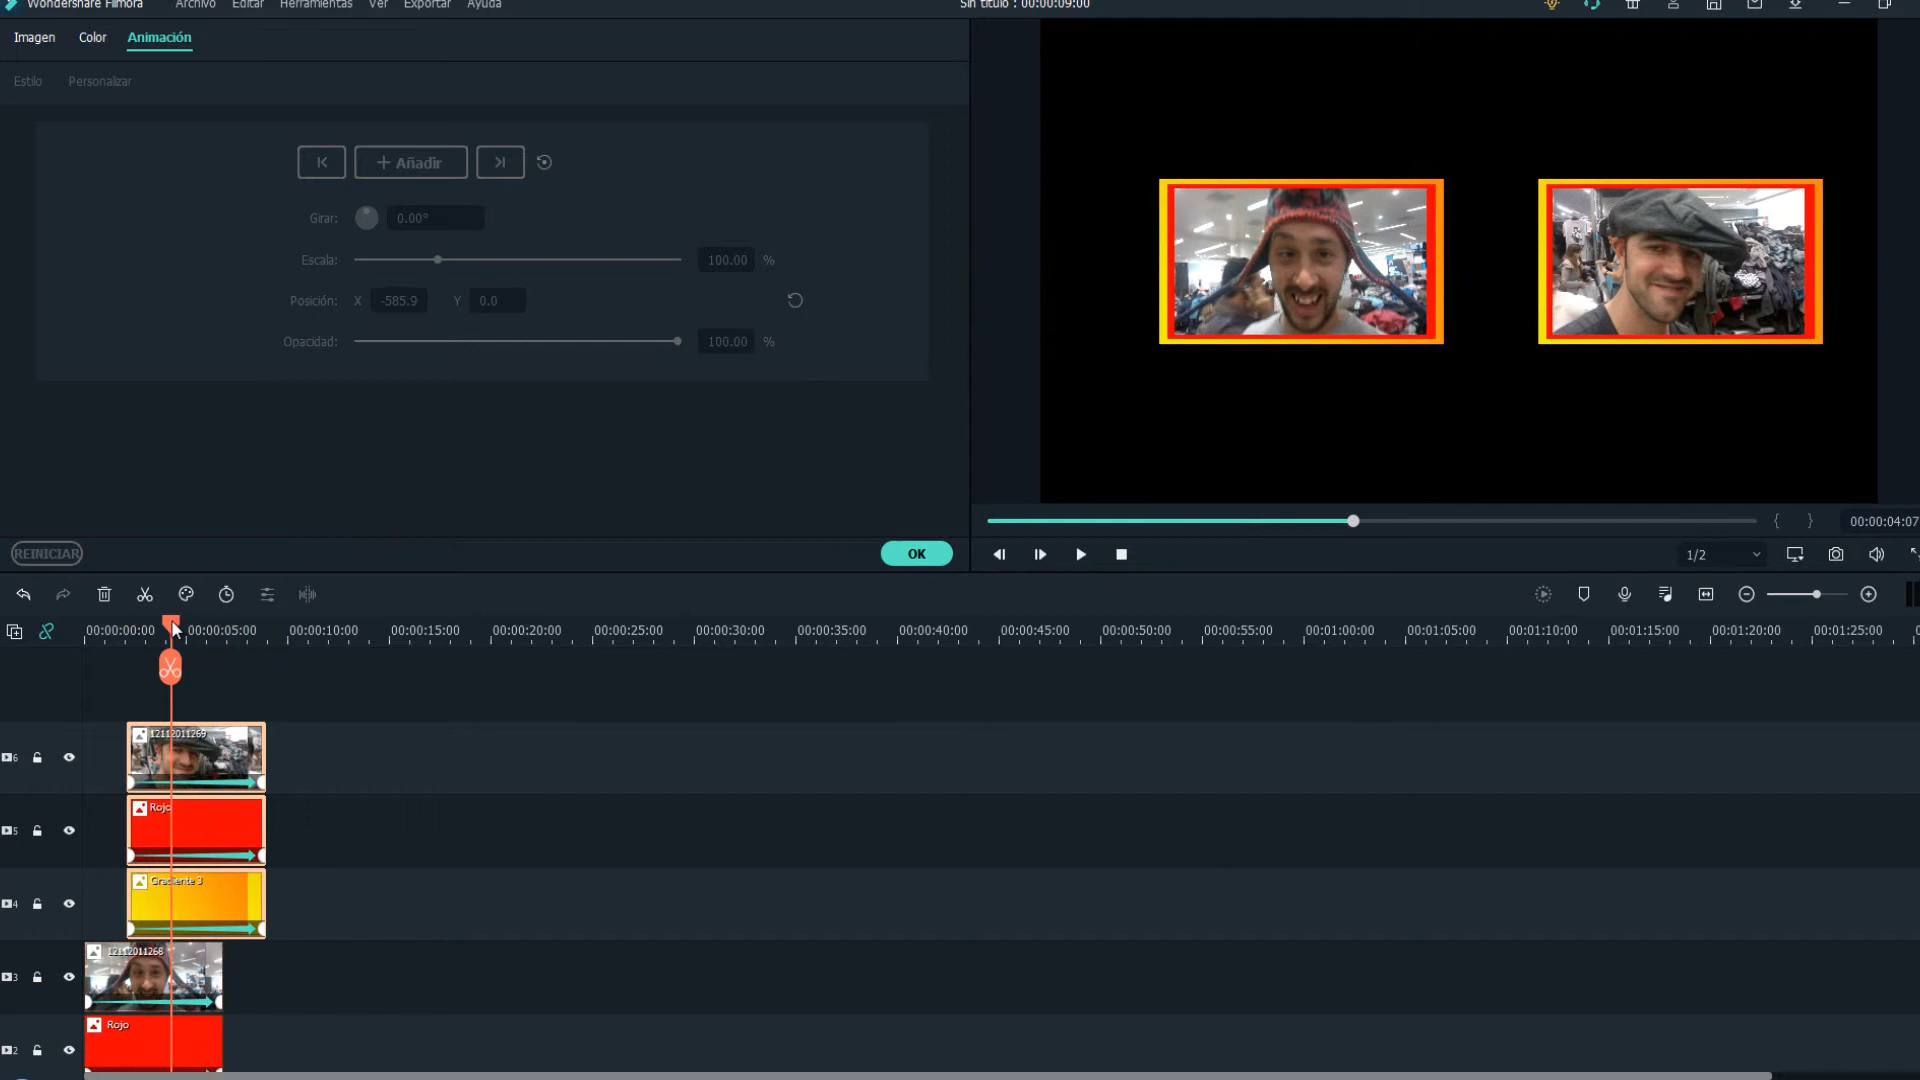 Wondershare Filmora Archivo Editar Herramientas Ver Exportar Ayuda Sin título : 00:00:09:00
Imagen Color Animación
Estilo Personalizar
Añadir
Girar: 0.00°
Escala: 100.00 %
Posición: X -585.9 Y 0.0
Opacidad: 100.00 %
{ } 00:00:04:07
REINICIAR OK
1/2
00:00:00:00 00:00:05:00 00:00:10:00 00:00:15:00 00:00:20:00 00:00:25:00 00:00:30:00 00:00:35:00 00:00:40:00 00:00:45:00 00:00:50:00 00:00:55:00 00:01:00:00 00:01:05:00 00:01:10:00 00:01:15:00 00:01:20:00 00:01:25:00
12112011269
6
Rojo
5
Gradiente 3
4
12112011268
3
Rojo
2